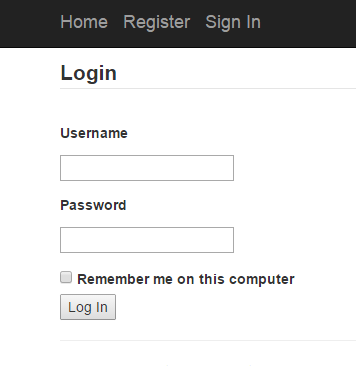 Home Register Sign In
Login
Username
Password
Remember me on this computer
Log In